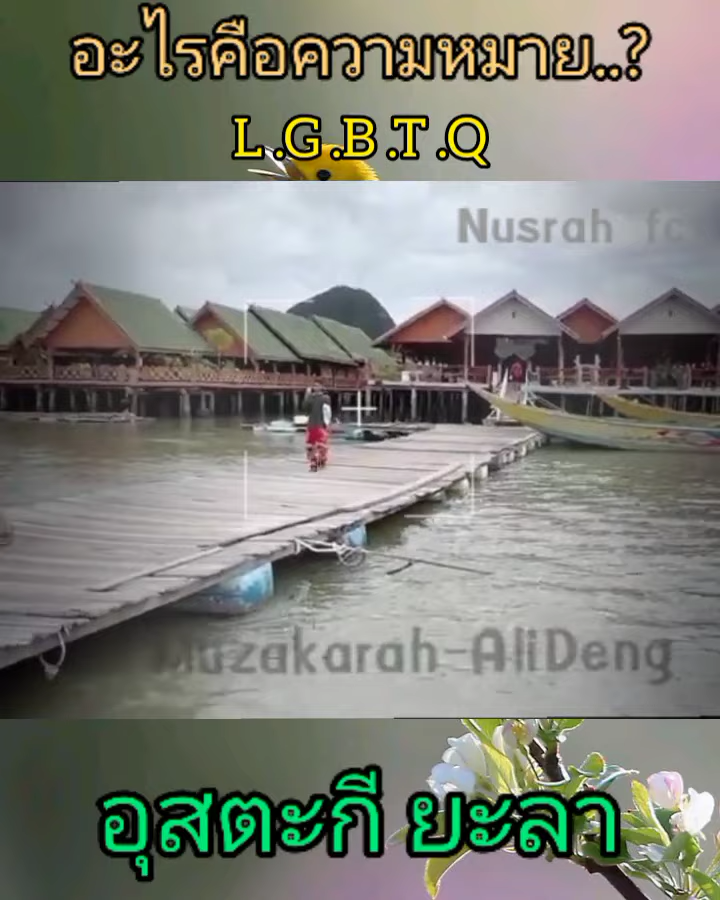 อะไรคือความหมาย..?
L.G.B.T.Q
Nusrah fc
Muzakarah-AliDeng
อุสตะกี ยะลา